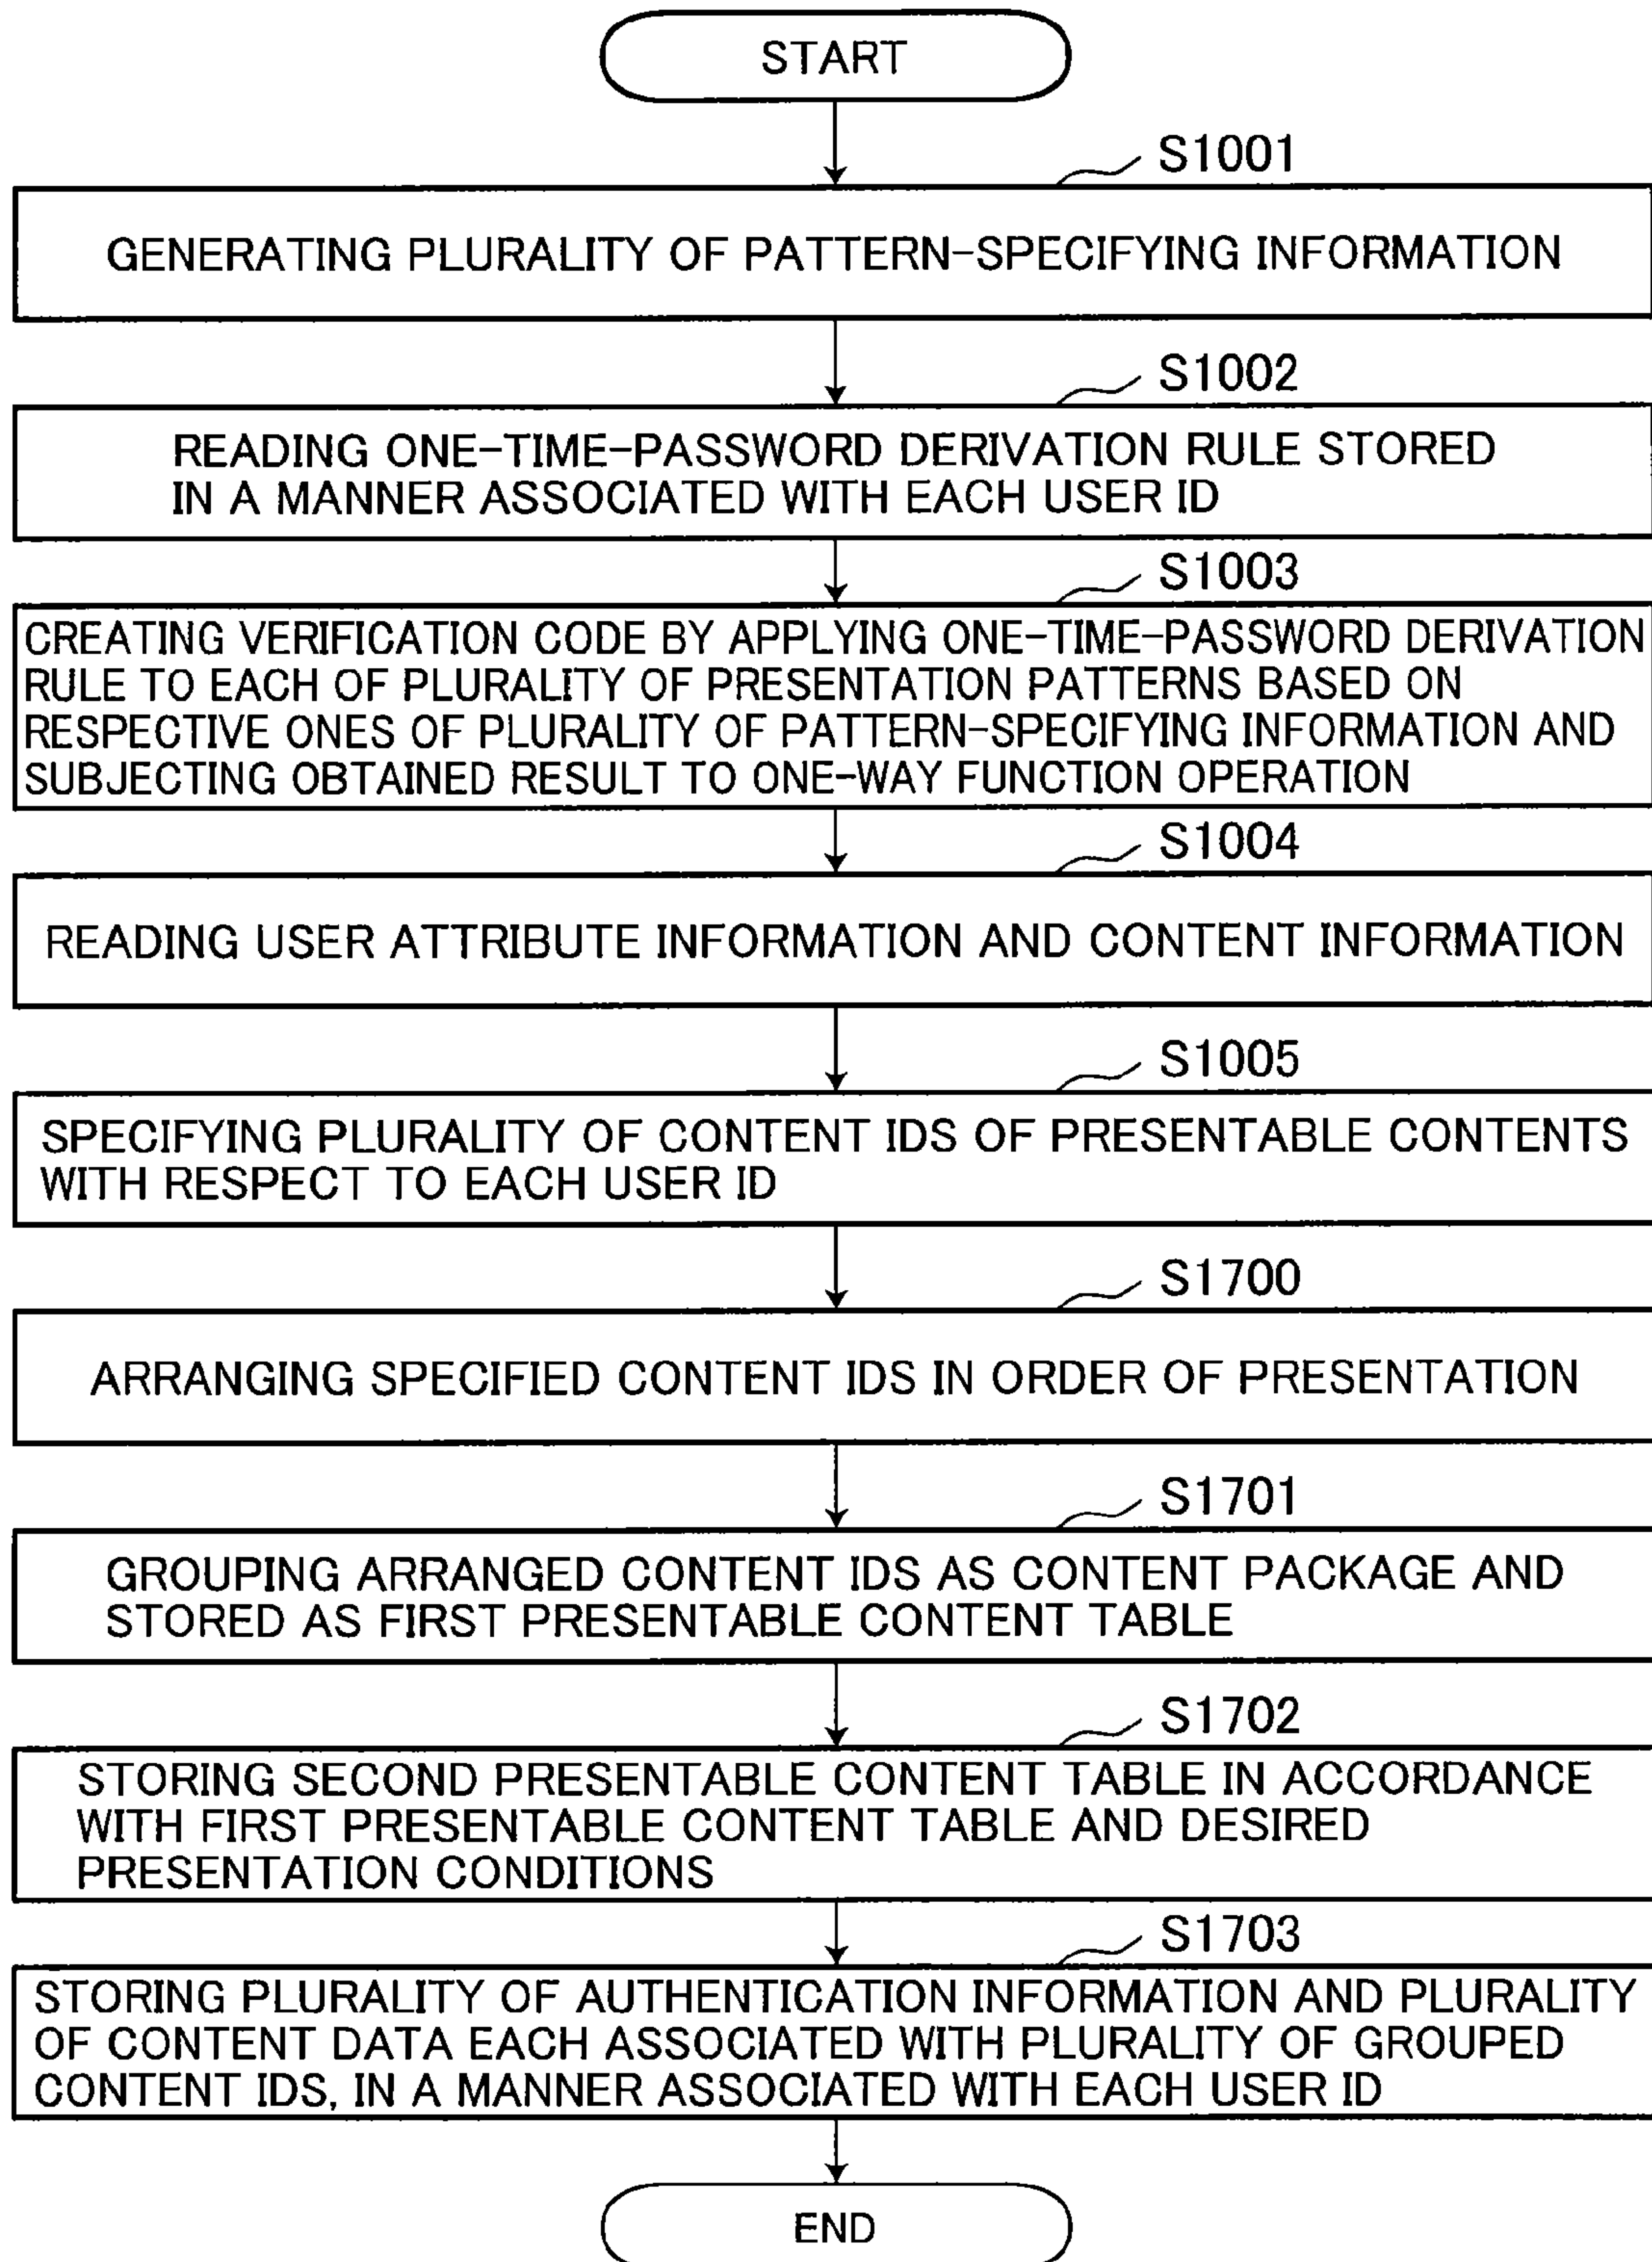 START
S1001
GENERATING PLURALITY OF PATTERN-SPECIFYING INFORMATION
S1002
READING ONE-TIME-PASSWORD DERIVATION RULE STORED
IN A MANNER ASSOCIATED WITH EACH USER ID
S1003
CREATING VERIFICATION CODE BY APPLYING ONE-TIME-PASSWORD DERIVATION
RULE TO EACH OF PLURALITY OF PRESENTATION PATTERNS BASED ON
RESPECTIVE ONES OF PLURALITY OF PATTERN-SPECIFYING INFORMATION AND
SUBJECTING OBTAINED RESULT TO ONE-WAY FUNCTION OPERATION
S1004
READING USER ATTRIBUTE INFORMATION AND CONTENT INFORMATION
S1005
SPECIFYING PLURALITY OF CONTENT IDS OF PRESENTABLE CONTENTS
WITH RESPECT TO EACH USER ID
S1700
ARRANGING SPECIFIED CONTENT IDS IN ORDER OF PRESENTATION
S1701
GROUPING ARRANGED CONTENT IDS AS CONTENT PACKAGE AND
STORED AS FIRST PRESENTABLE CONTENT TABLE
S1702
STORING SECOND PRESENTABLE CONTENT TABLE IN ACCORDANCE
WITH FIRST PRESENTABLE CONTENT TABLE AND DESIRED
PRESENTATION CONDITIONS
S1703
STORING PLURALITY OF AUTHENTICATION INFORMATION AND PLURALITY
OF CONTENT DATA EACH ASSOCIATED WITH PLURALITY OF GROUPED
CONTENT IDS, IN A MANNER ASSOCIATED WITH EACH USER ID
END